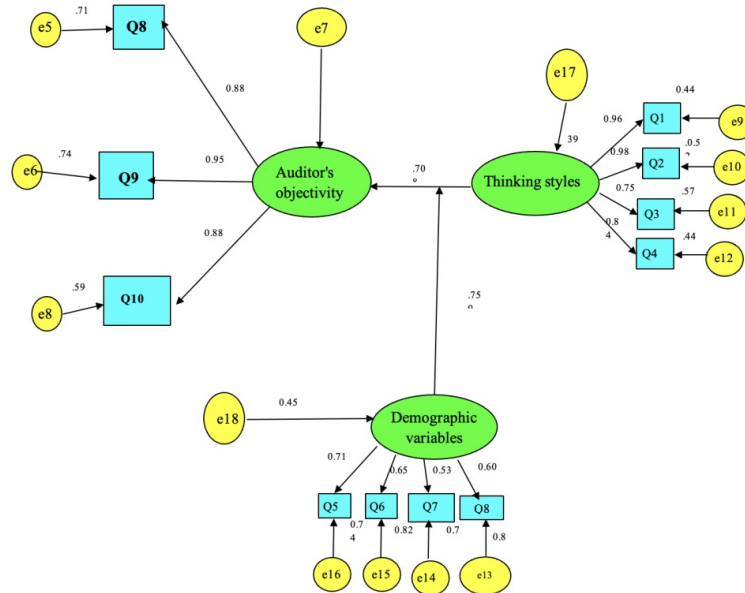 e5
.71
Q8
e7
0.88
e17
0.44
Q1
e9
0.96
39
.0.5
0.98
Q2
e10
e6
.74
Q9
0.95
Auditor's
objectivity
.70
Thinking styles
0.75
Q3
.57
e11
0.8
4
Q4
.44
e12
0.88
e8
.59
Q10
.75
e18
0.45
Demographic
variables
0.71
0.65
0.53
0.60
Q5
Q6
Q7
Q8
0.7
4
0.82
0.7
0.8
e16
e15
e14
e13